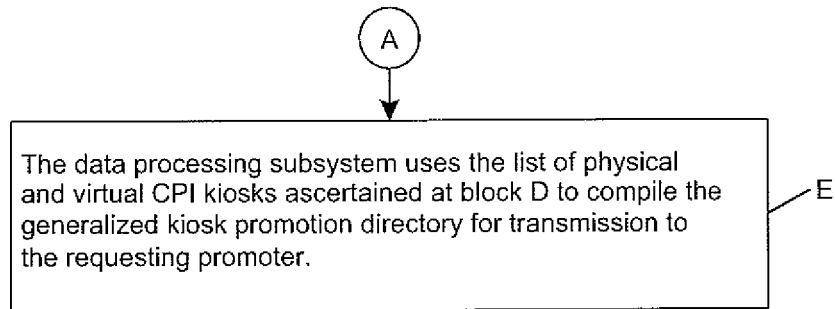 A
The data processing subsystem uses the list of physical
and virtual CPI kiosks ascertained at block D to compile the
generalized kiosk promotion directory for transmission to
the requesting promoter.
E